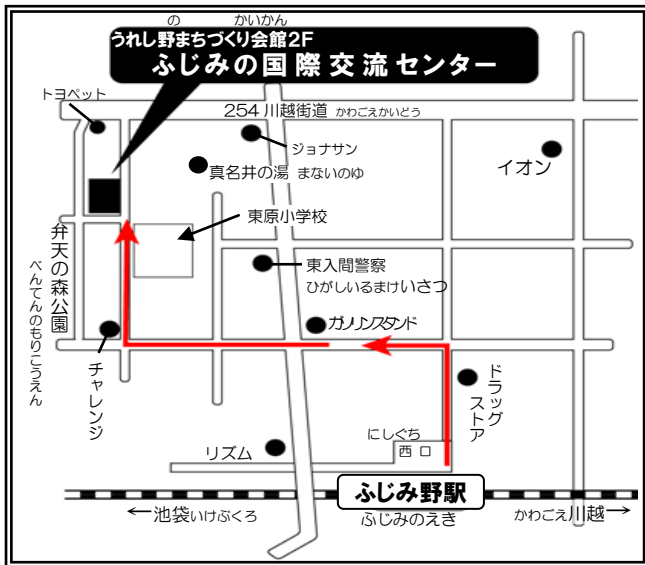 の かいかん
うれし野まちづくり会館2F
ふじみの国際交流センター
トヨペット
254 川越街道 かわごえかいどう
ジョナサン
イオン
真名井の湯 まないのゆ
東原小学校
弁天の森公園
べんてんのもりこうえん
東入間警察
ひがしいるまけいさつ
ガソリンスタンド
チャレンジ
ドラッグ
ストア
にしぐち
西口
リズム
ふじみ野駅
ふじみのえき
←池袋いけぶくろ
かわごえ川越→